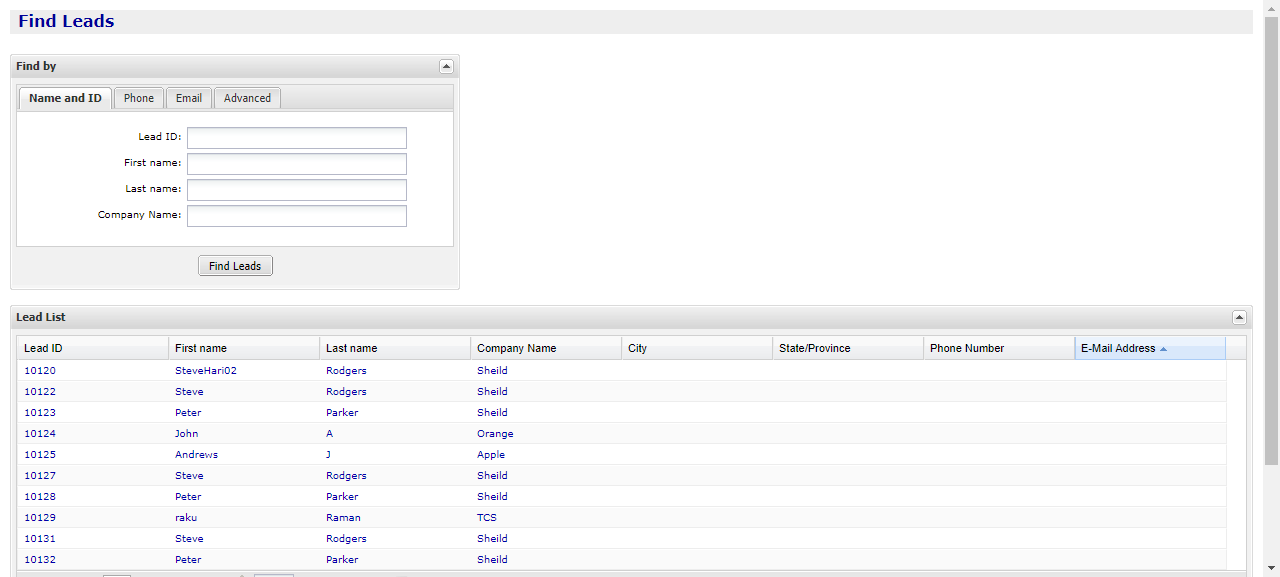 Find Leads
Find by
Name and ID Phone Email Advanced
Lead ID:
First name:
Last name:
Company Name:
Find Leads
Lead List
Lead ID First name Last name Company Name City State/Province Phone Number E-Mail Address
10120 SteveHari02 Rodgers Sheild
10122 Steve Rodgers Sheild
10123 Peter Parker Sheild
10124 John A Orange
10125 Andrews J Apple
10127 Steve Rodgers Sheild
10128 Peter Parker Sheild
10129 raku Raman TCS
10131 Steve Rodgers Sheild
10132 Peter Parker Sheild